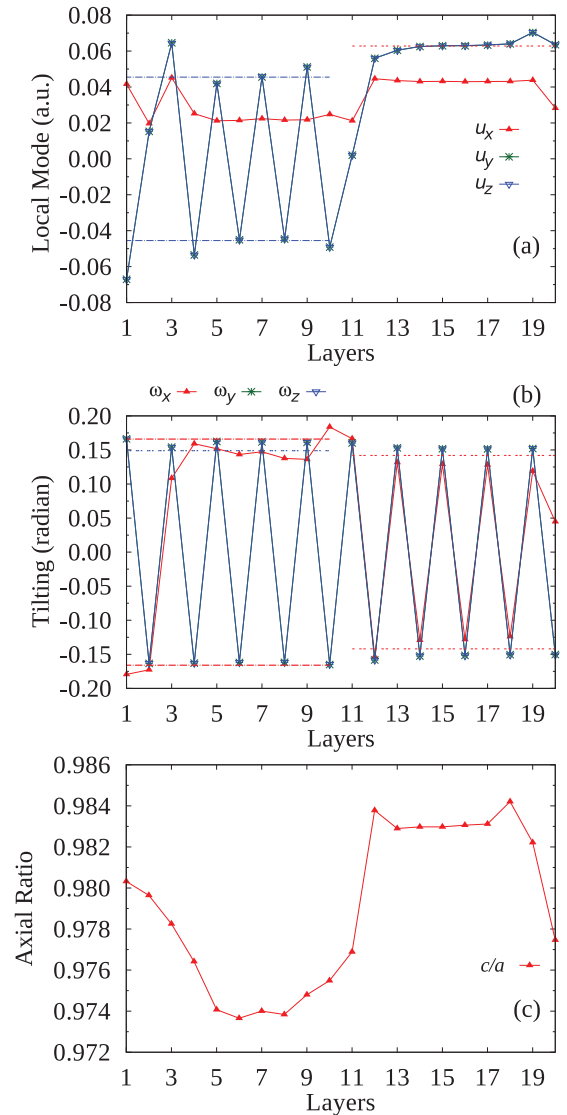 0.08
0.06
0.04
0.02
0.00
-0.02
-0.04
-0.06
-0.08
Local Mode (a.u.)
uₓ
u_y
u_z
(a)
1 3 5 7 9 11 13 15 17 19
Layers
ωₓ ω_y ω_z (b)
0.20
0.15
0.10
0.05
0.00
-0.05
-0.10
-0.15
-0.20
Tilting (radian)
1 3 5 7 9 11 13 15 17 19
Layers
0.986
0.984
0.982
0.980
0.978
0.976
0.974
0.972
Axial Ratio
c/a
(c)
1 3 5 7 9 11 13 15 17 19
Layers